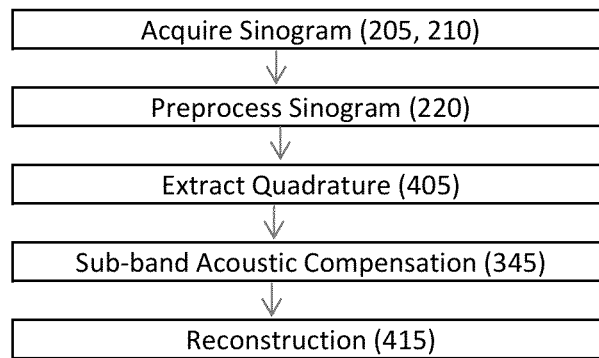 Acquire Sinogram (205, 210)
Preprocess Sinogram (220)
Extract Quadrature (405)
Sub-band Acoustic Compensation (345)
Reconstruction (415)